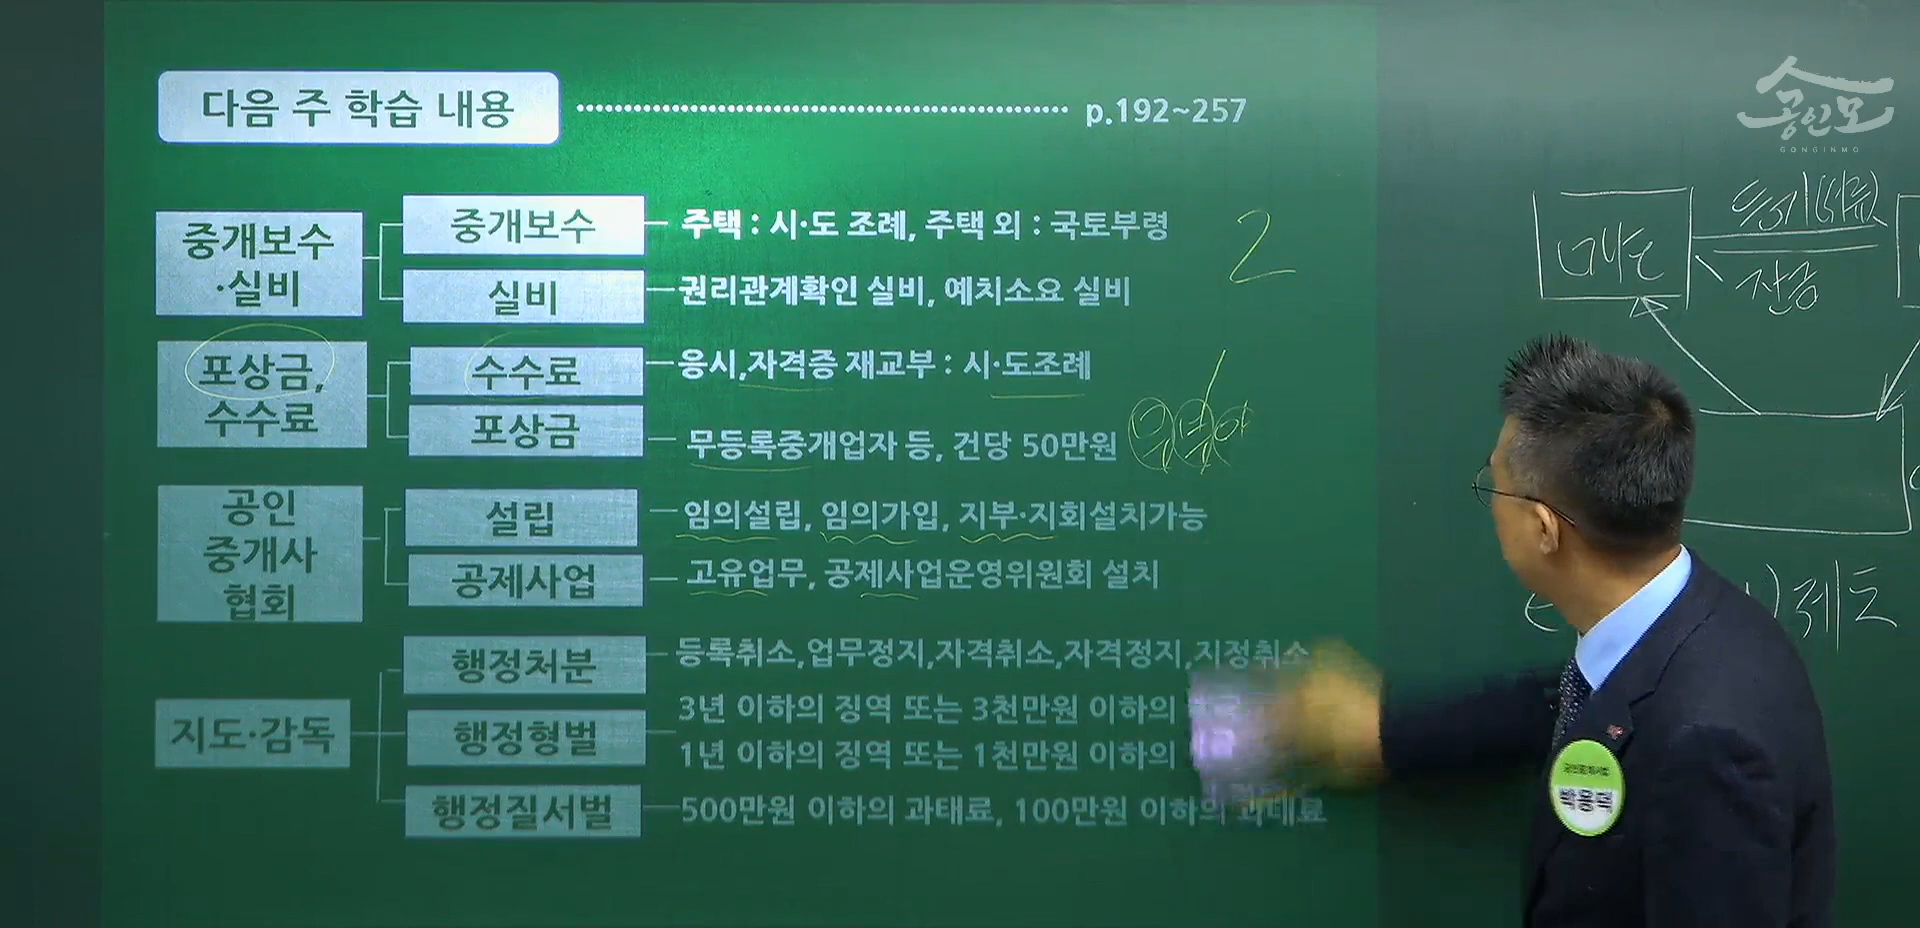 다음 주 학습 내용 p.192~257
공인모
GONGINMO
중개보수
·실비
중개보수
주택 : 시·도 조례, 주택 외 : 국토부령
2
실비
권리관계확인 실비, 예치소요 실비
포상금,
수수료
수수료
응시,자격증 재교부 : 시·도조례
포상금
무등록중개업자 등, 건당 50만원
공인
중개사
협회
설립
임의설립, 임의가입, 지부·지회설치가능
공제사업
고유업무, 공제사업운영위원회 설치
지도·감독
행정처분
등록취소,업무정지,자격취소,자격정지,지정취소
행정형벌
3년 이하의 징역 또는 3천만원 이하의
1년 이하의 징역 또는 1천만원 이하의
행정질서벌
500만원 이하의 과태료, 100만원 이하의 과태료
매도
잔금
제도